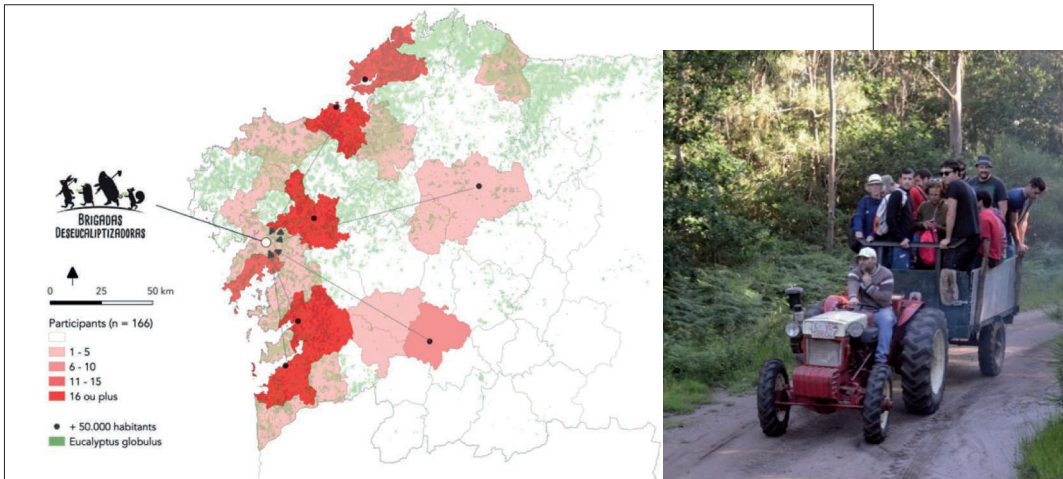 BRIGADAS
DESEUCALIPTIZADORAS
0 25 50 km
Participants (n = 166)
1 - 5
6 - 10
11 - 15
16 ou plus
+ 50.000 habitants
Eucalyptus globulus